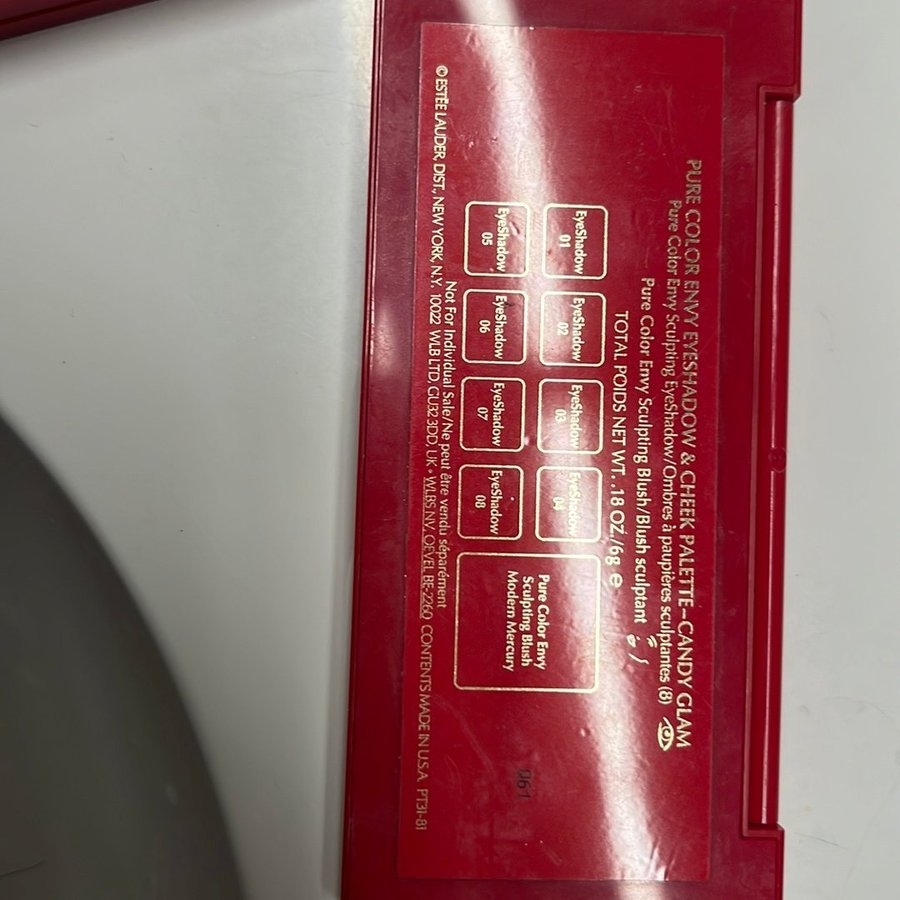 PURE COLOR ENVY EYESHADOW & CHEEK PALETTE–CANDY GLAM
Pure Color Envy Sculpting EyeShadow/Ombres à paupières sculptantes (8)
Pure Color Envy Sculpting Blush/Blush sculptant
TOTAL POIDS NET WT. .18 OZ./6g e
EyeShadow
01
EyeShadow
02
EyeShadow
03
EyeShadow
04
EyeShadow
05
EyeShadow
06
EyeShadow
07
EyeShadow
08
Pure Color Envy
Sculpting Blush
Modern Mercury
Not For Individual Sale/Ne peut être vendu séparément
© ESTĒE LAUDER, DIST., NEW YORK, N.Y. 10022 WLB LTD, GU32 3DD, UK • WLBS NV, OEVEL BE-2260 CONTENTS MADE IN U.S.A PT31-81